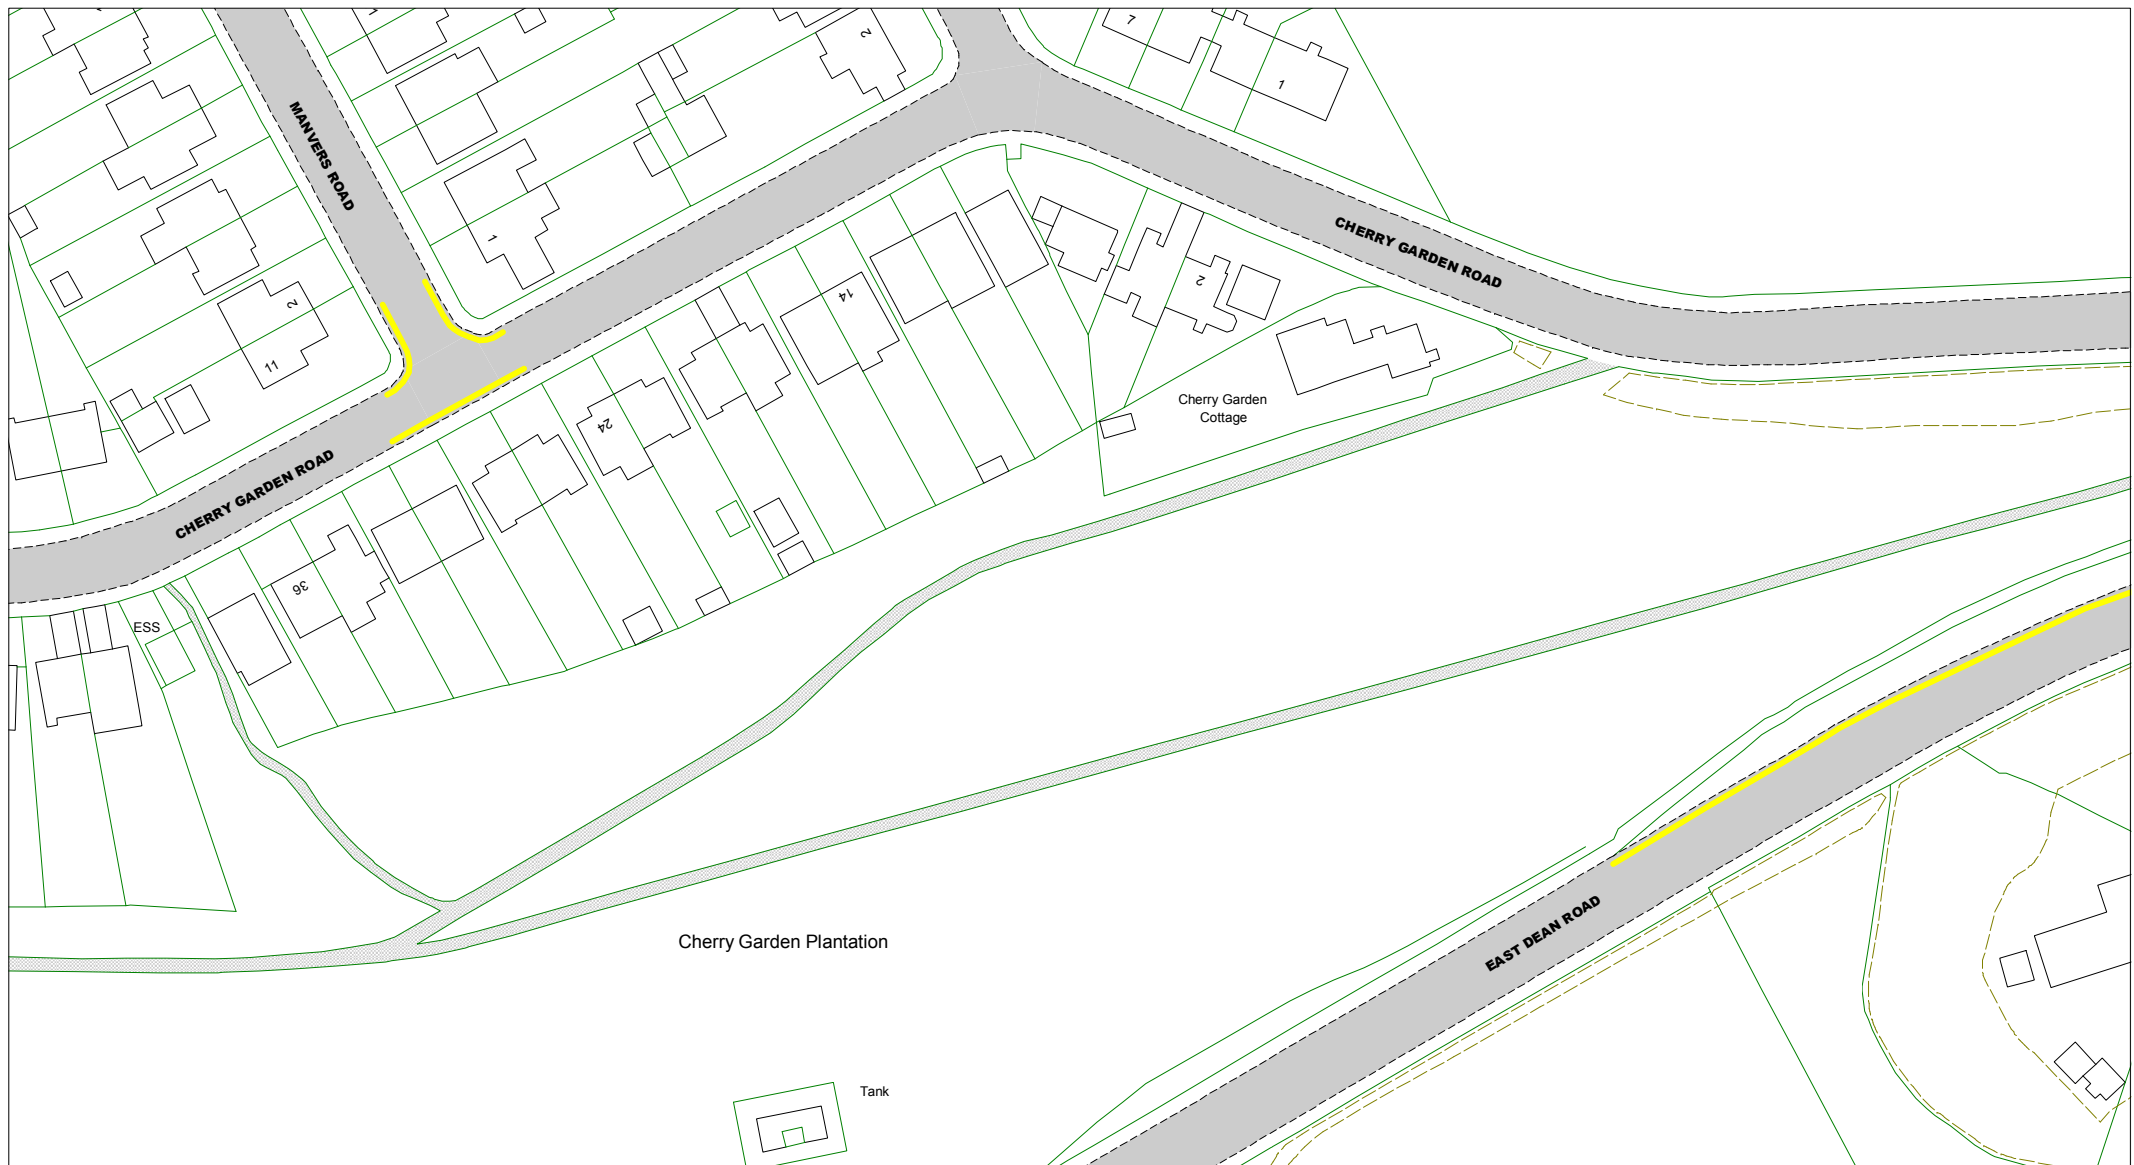 7
1
2
MANVERS ROAD
1
CHERRY GARDEN ROAD
2
14
2
11
24
Cherry Garden
Cottage
CHERRY GARDEN ROAD
36
ESS
EAST DEAN ROAD
Cherry Garden Plantation
Tank